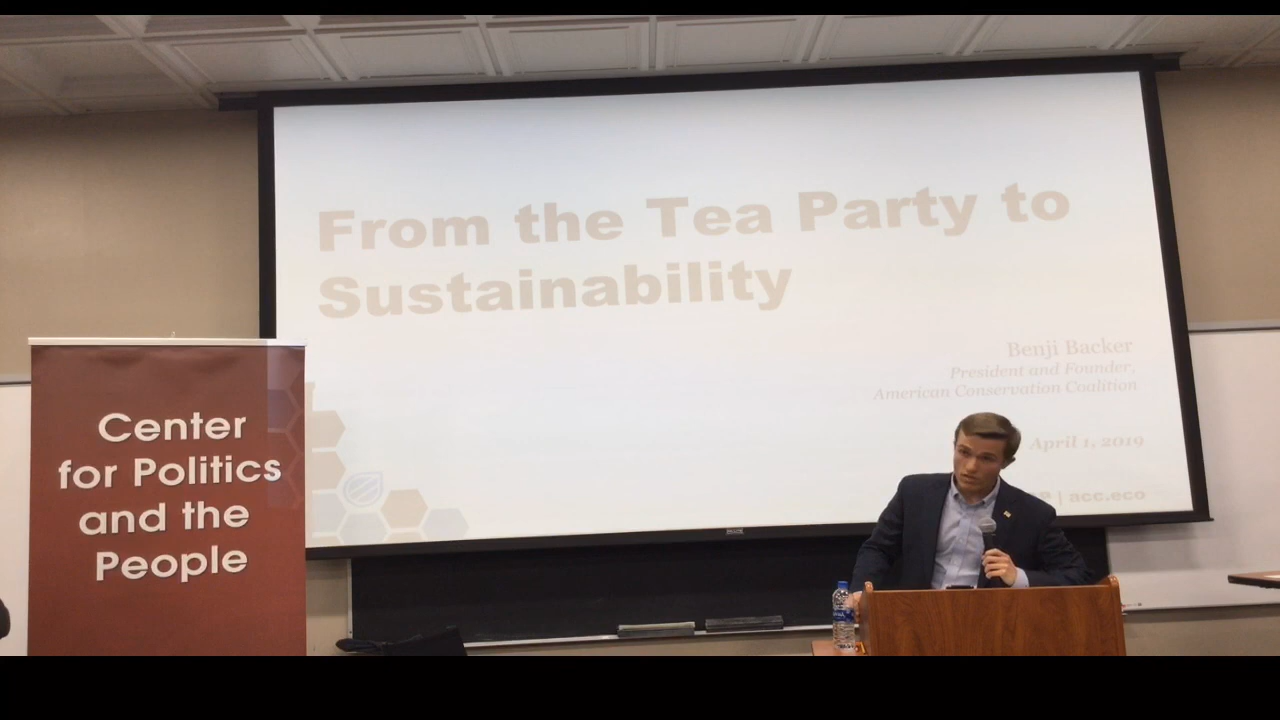 From the Tea Party to
Sustainability
Benji Backer
President and Founder,
American Conservation Coalition
April 1, 2019
| acc.eco
Center
for Politics
and the
People